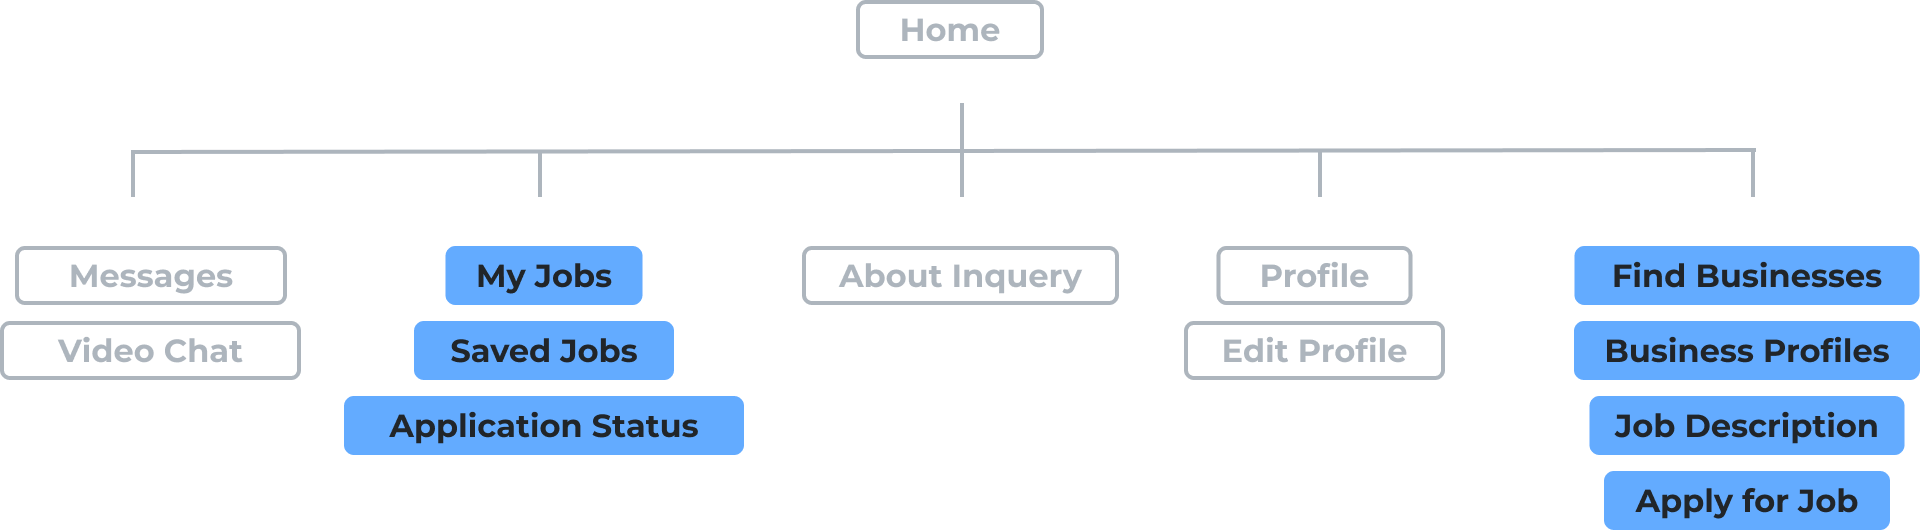 Home
Messages
Video Chat
My Jobs
Saved Jobs
Application Status
About Inquery
Profile
Edit Profile
Find Businesses
Business Profiles
Job Description
Apply for Job